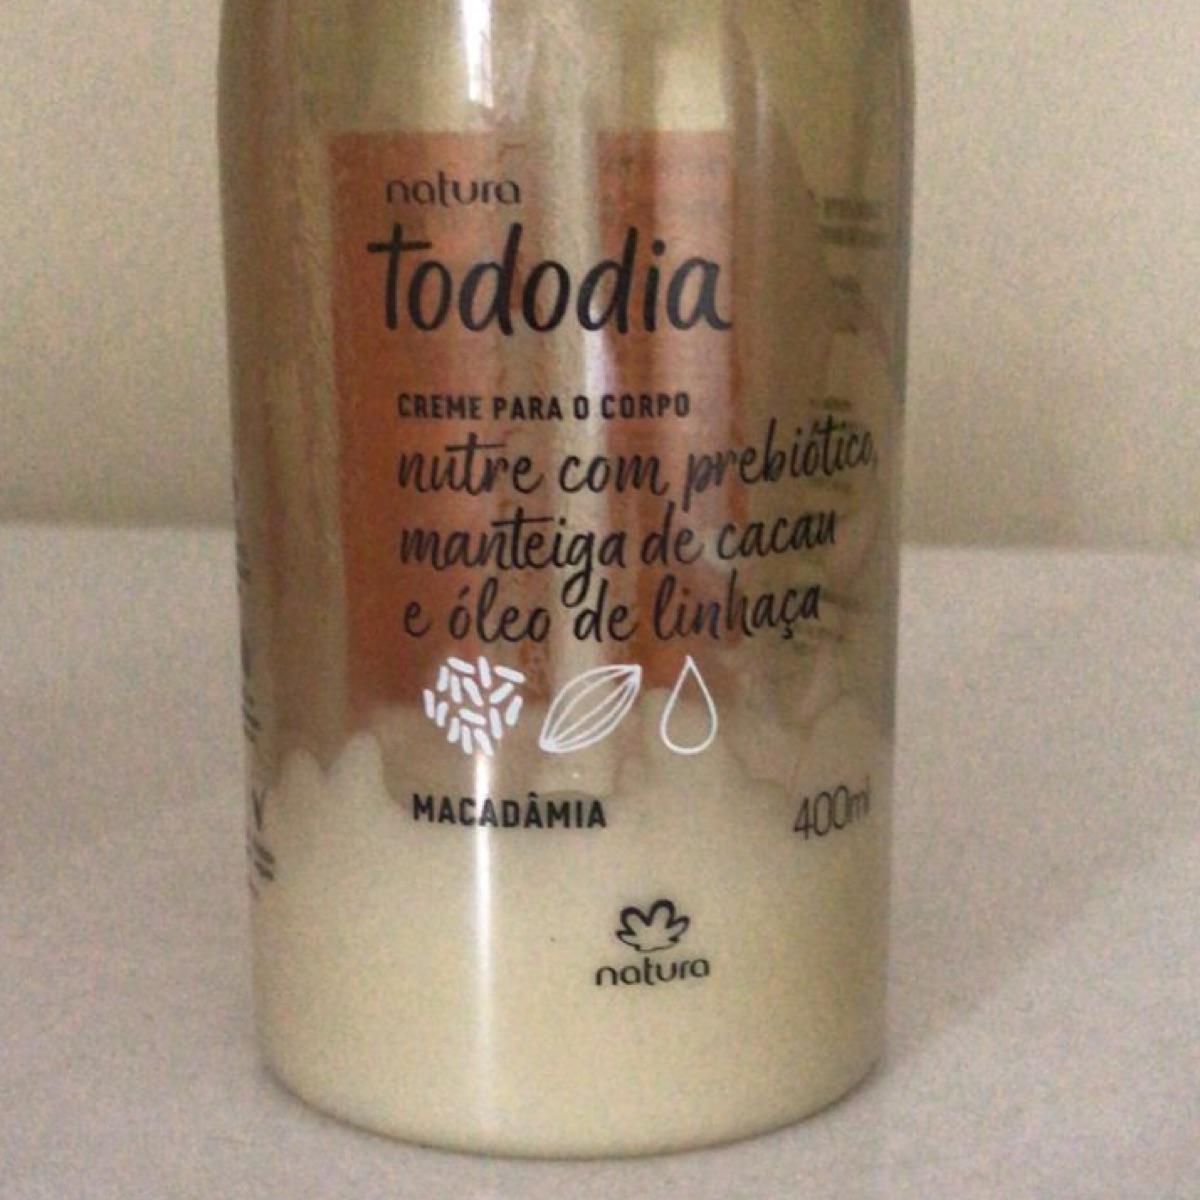 natura
tododia
CREME PARA O CORPO
nutre com prebiótico,
manteiga de cacau
e óleo de linhaça
MACADÂMIA
400ml
natura